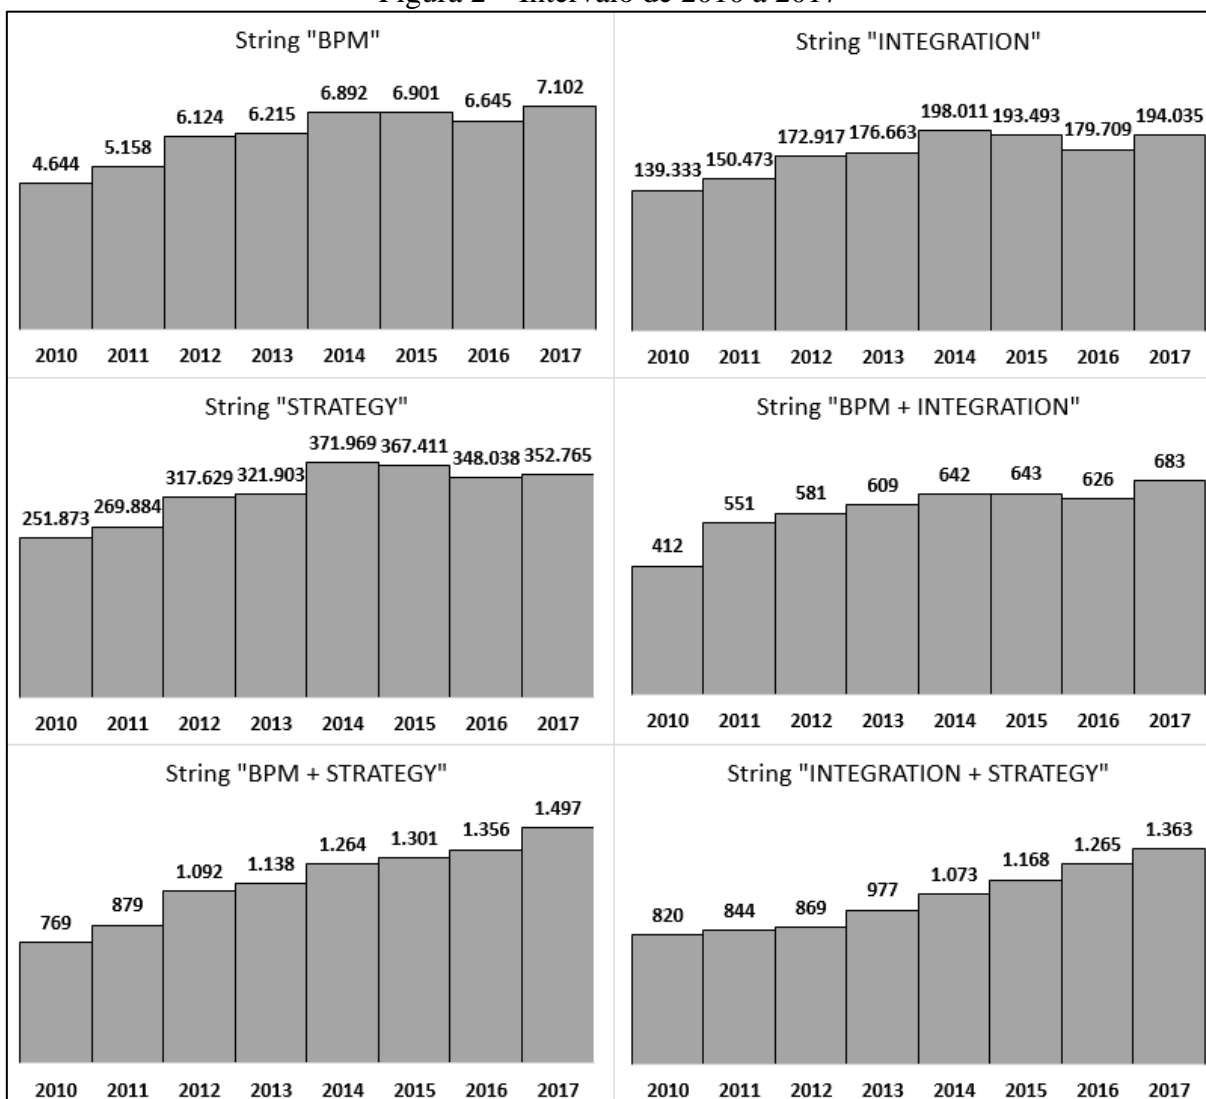 String "BPM"
4.644 5.158 6.124 6.215 6.892 6.901 6.645 7.102
2010 2011 2012 2013 2014 2015 2016 2017
String "INTEGRATION"
139.333 150.473 172.917 176.663 198.011 193.493 179.709 194.035
2010 2011 2012 2013 2014 2015 2016 2017
String "STRATEGY"
251.873 269.884 317.629 321.903 371.969 367.411 348.038 352.765
2010 2011 2012 2013 2014 2015 2016 2017
String "BPM + INTEGRATION"
412 551 581 609 642 643 626 683
2010 2011 2012 2013 2014 2015 2016 2017
String "BPM + STRATEGY"
769 879 1.092 1.138 1.264 1.301 1.356 1.497
2010 2011 2012 2013 2014 2015 2016 2017
String "INTEGRATION + STRATEGY"
820 844 869 977 1.073 1.168 1.265 1.363
2010 2011 2012 2013 2014 2015 2016 2017